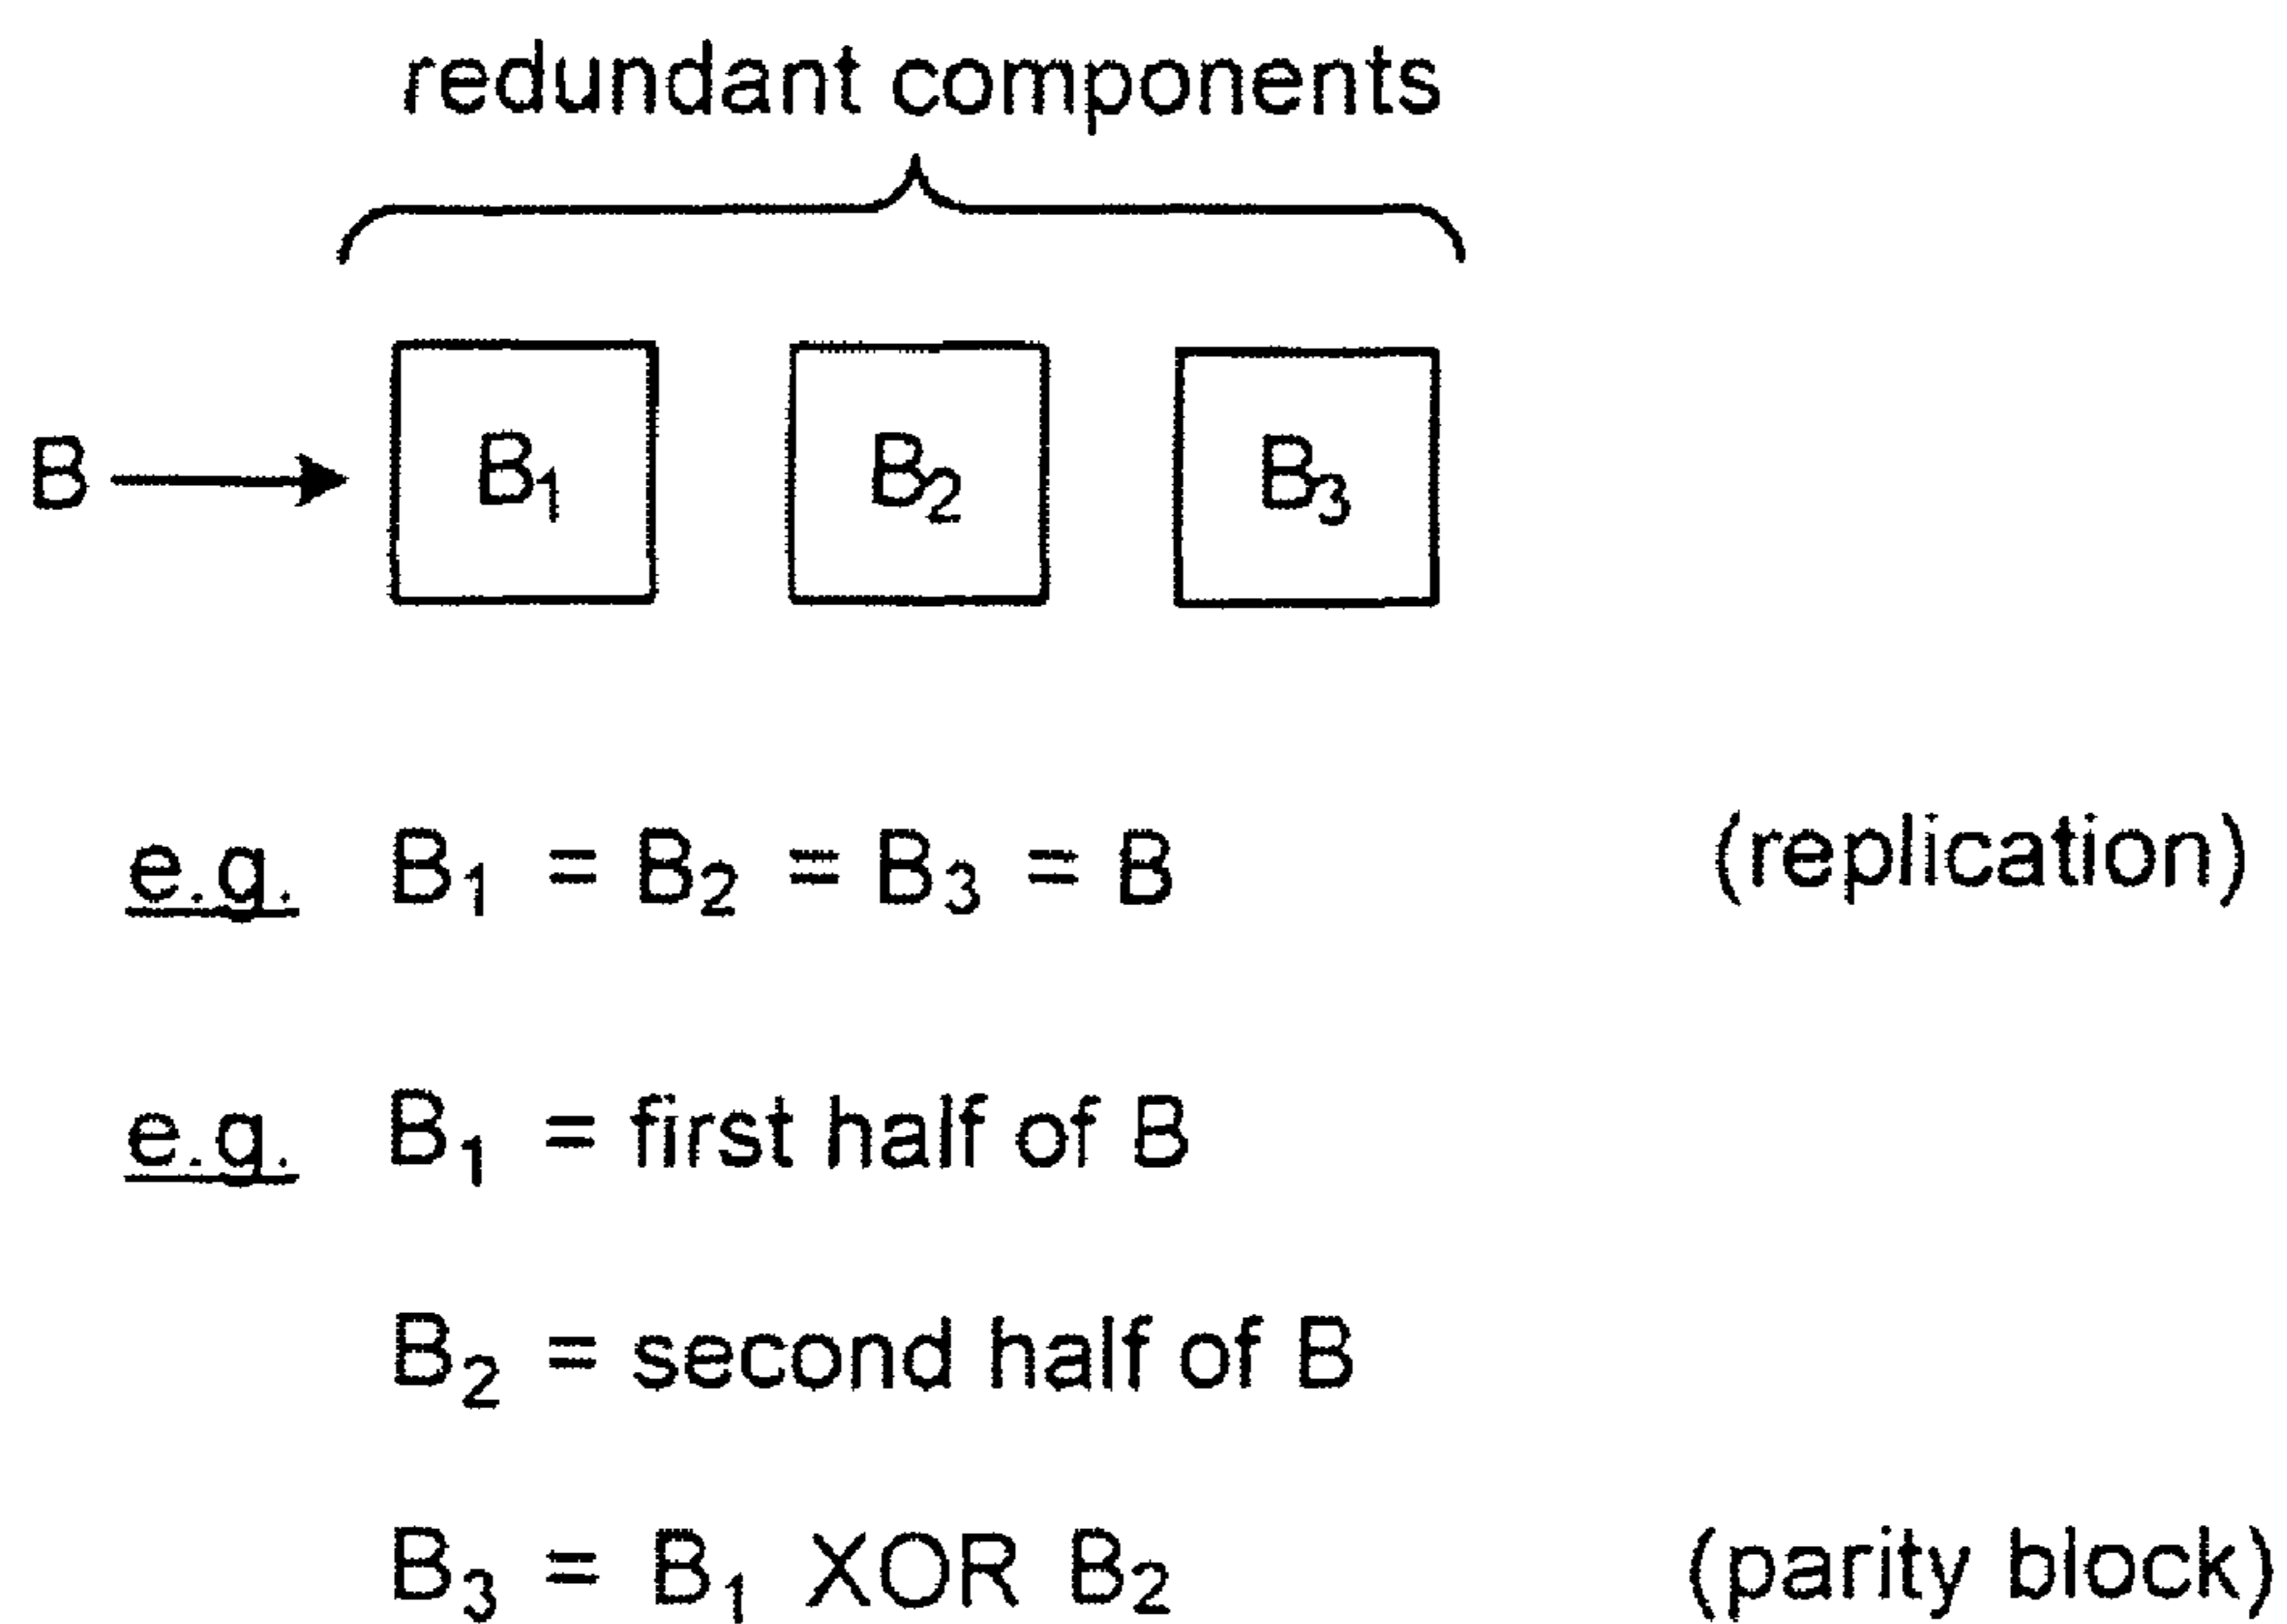 redundant components
B → B₁ B₂ B₃
e.g. B₁ = B₂ = B₃ = B (replication)
e.g. B₁ = first half of B
B₂ = second half of B
B₃ = B₁ XOR B₂ (parity block)